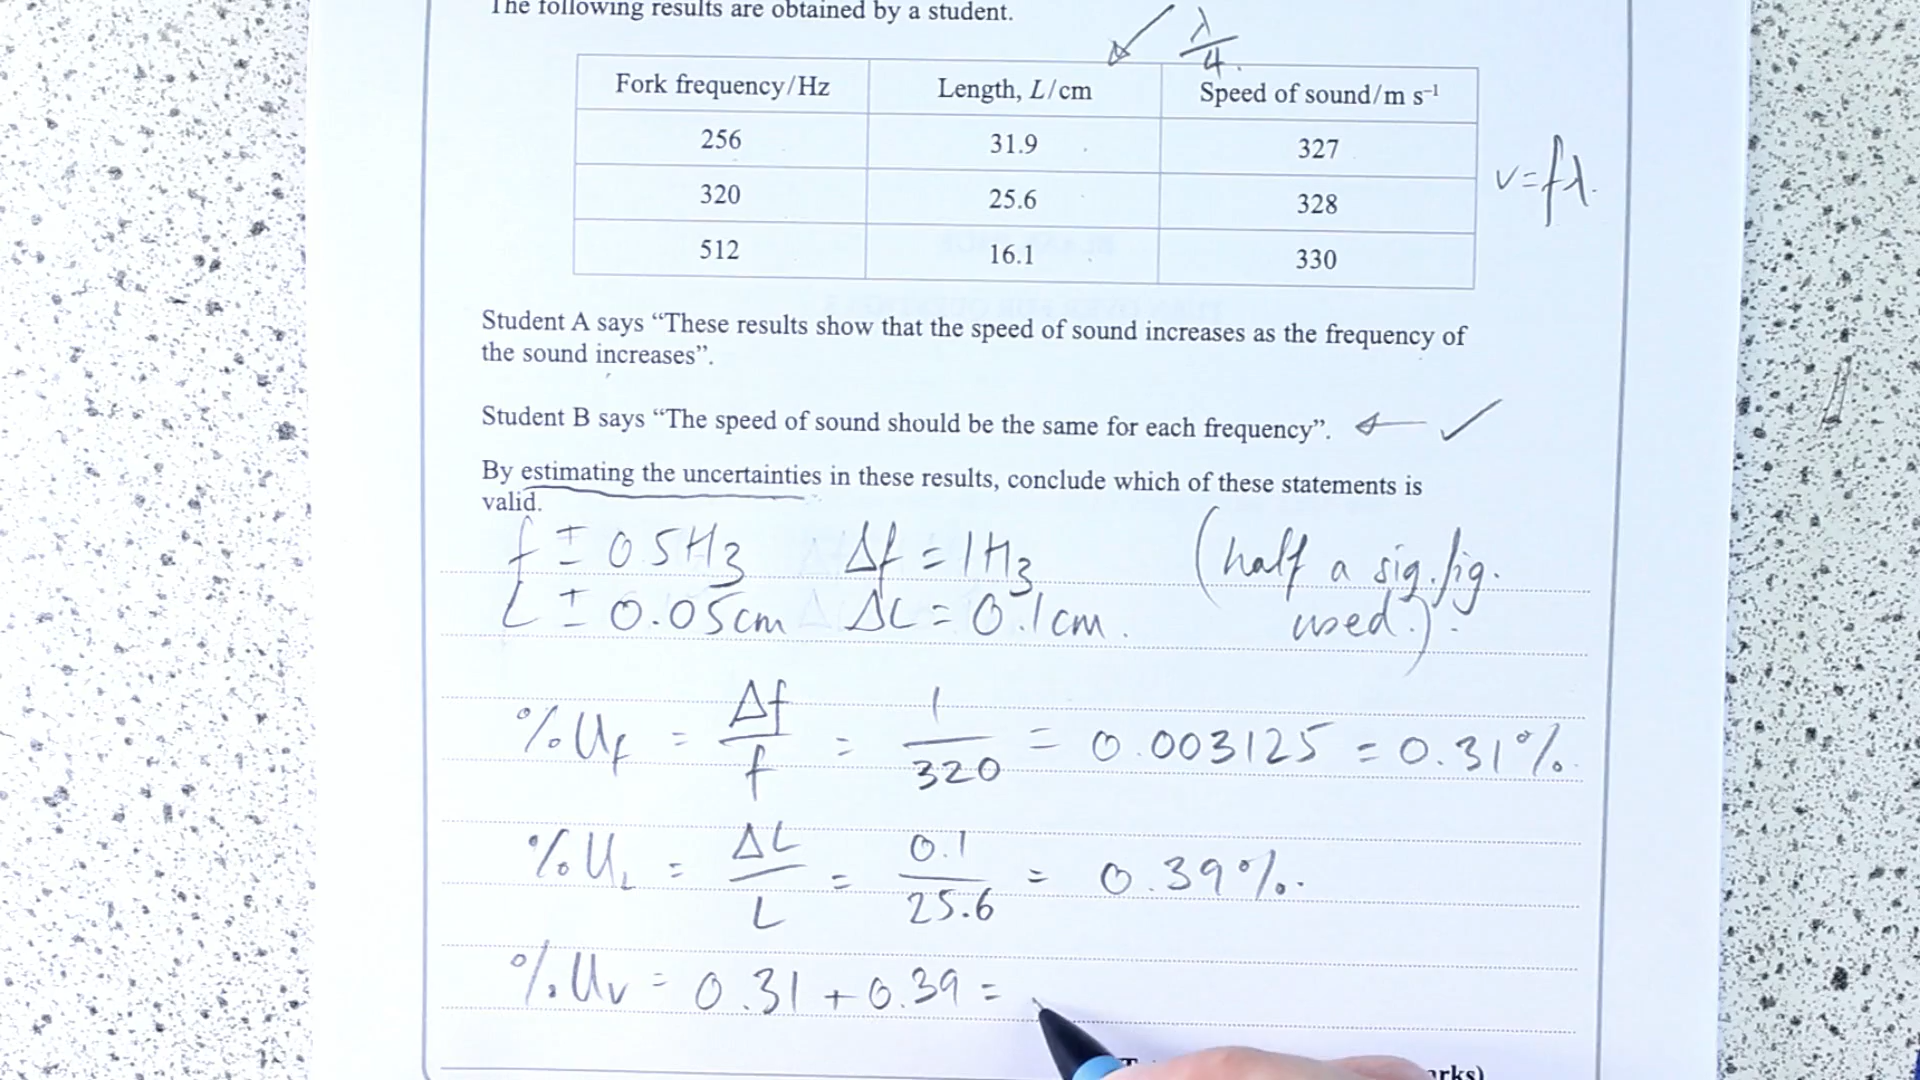 The following results are obtained by a student.
λ/4.
Fork frequency/Hz Length, L/cm Speed of sound/m s⁻¹
256 31.9 327
320 25.6 328
512 16.1 330
v=fλ.
Student A says “These results show that the speed of sound increases as the frequency of
the sound increases”.
Student B says “The speed of sound should be the same for each frequency”. ← ✓
By estimating the uncertainties in these results, conclude which of these statements is
valid.
f ± 0.5Hz Δf = 1Hz (half a sig.fig.
L ± 0.05cm ΔL = 0.1cm. used.)
%Uf = Δf/f = 1/320 = 0.003125 = 0.31%.
%UL = ΔL/L = 0.1/25.6 = 0.39%.
%Uv = 0.31 + 0.39 =